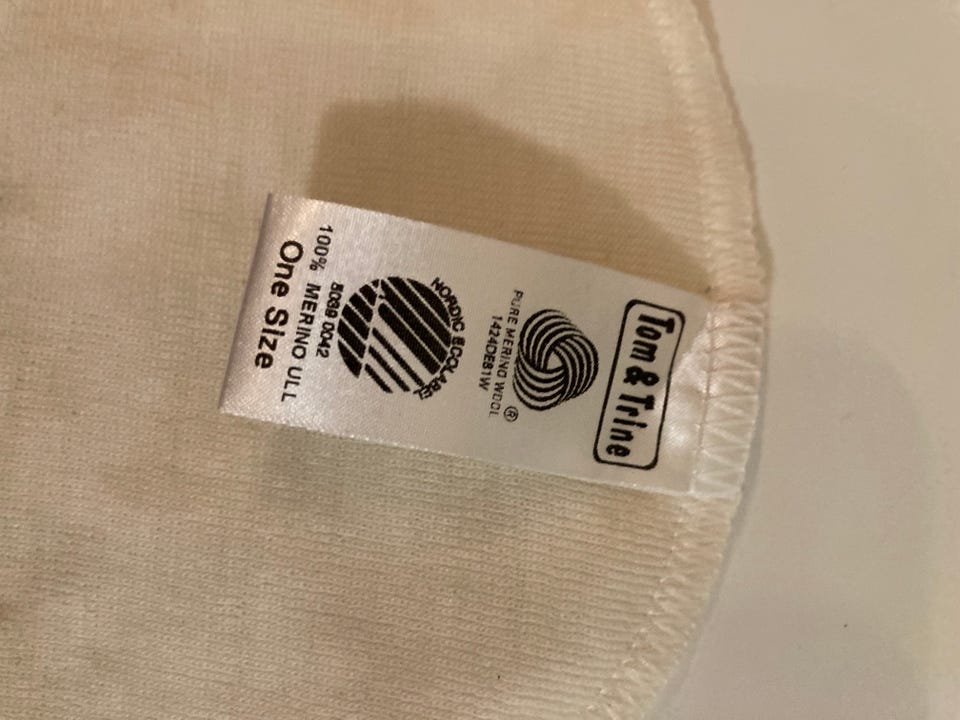 Tom & Trine
®
PURE MERINO WOOL
1424DE81W
NORDIC ECOLABEL
5039 0042
100% MERINO ULL
One Size